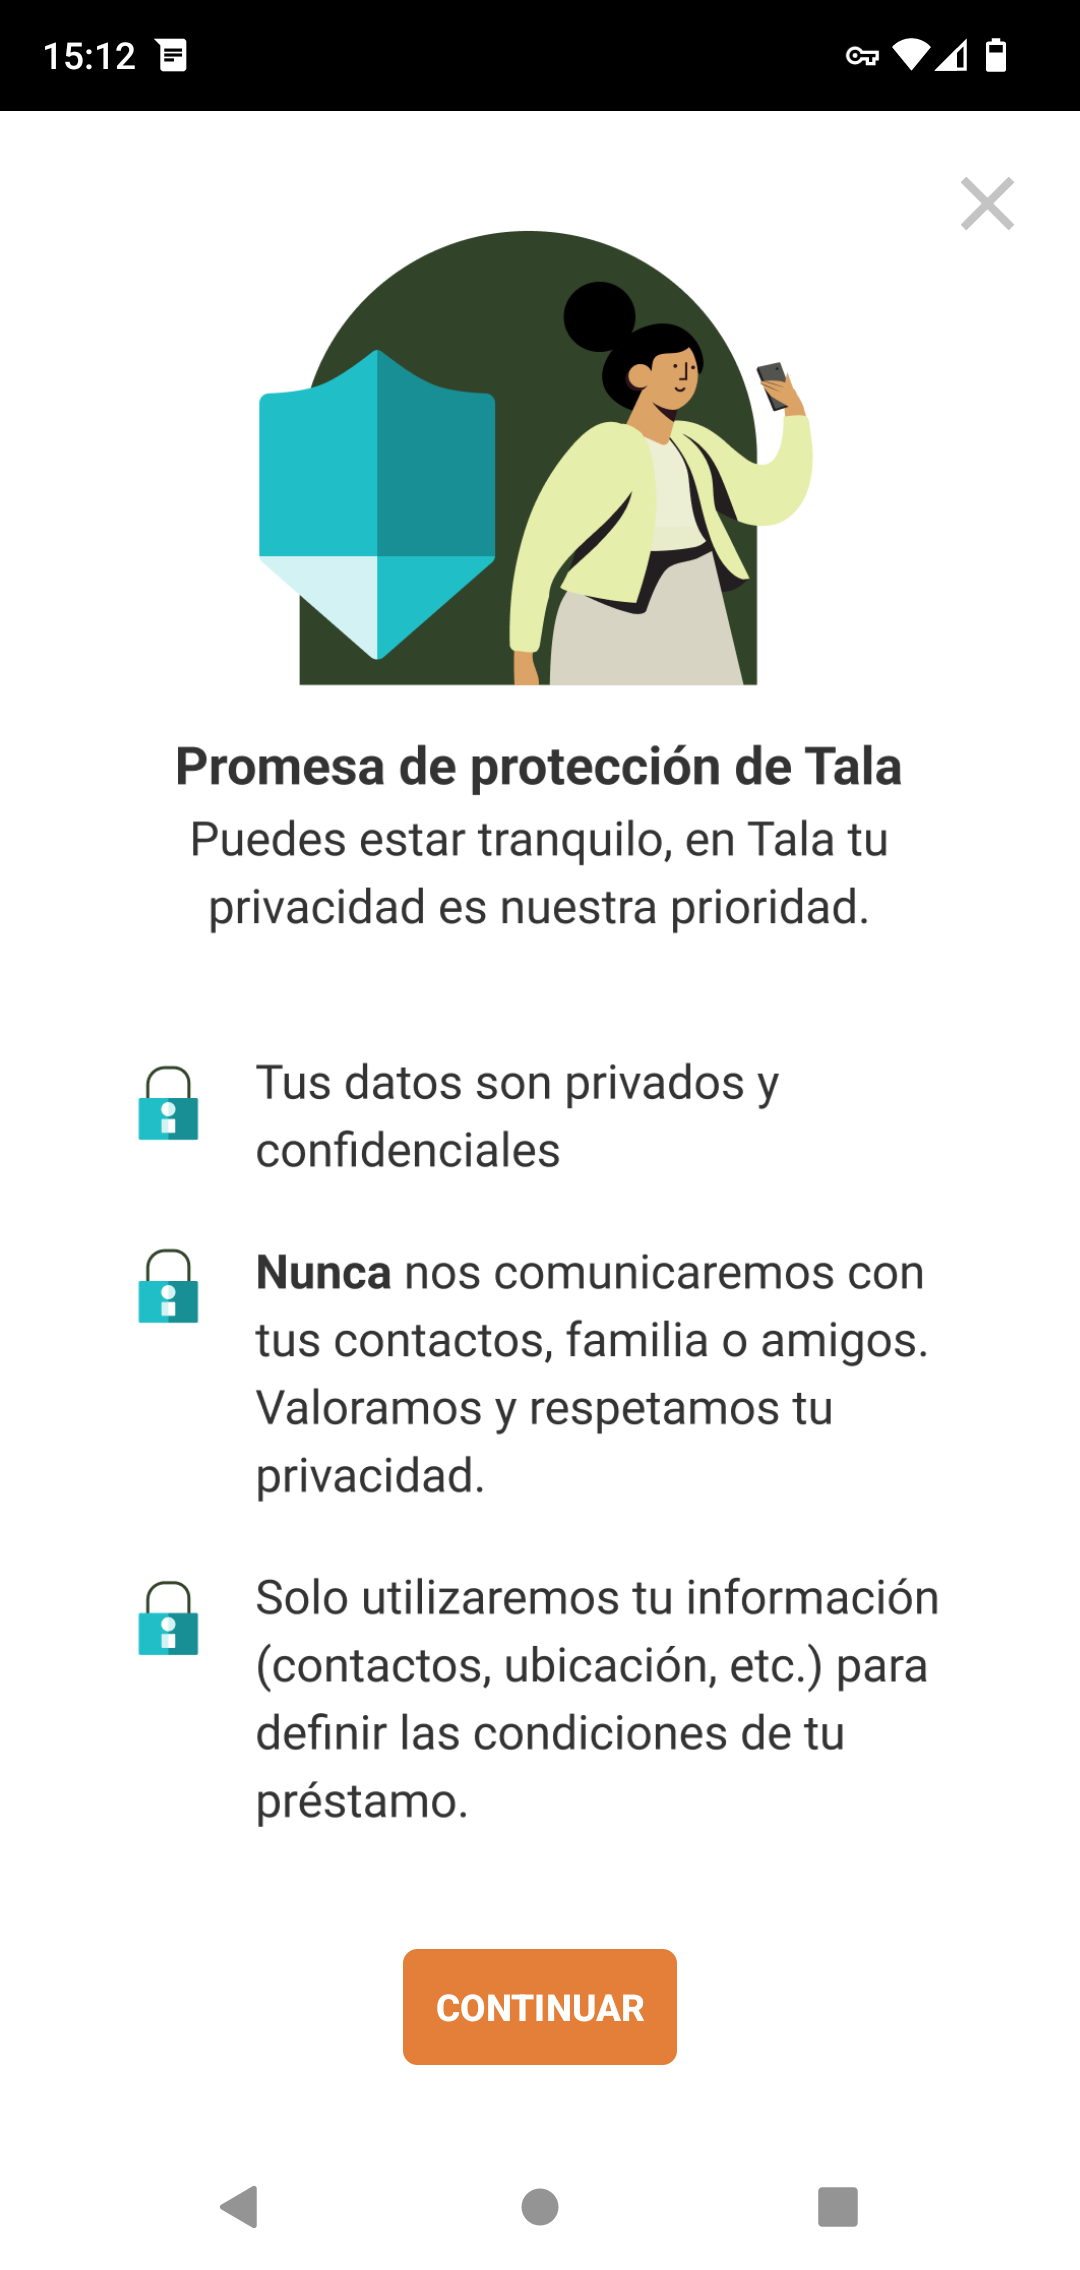 15:12
Promesa de protección de Tala
Puedes estar tranquilo, en Tala tu
privacidad es nuestra prioridad.
Tus datos son privados y
confidenciales
Nunca nos comunicaremos con
tus contactos, familia o amigos.
Valoramos y respetamos tu
privacidad.
Solo utilizaremos tu información
(contactos, ubicación, etc.) para
definir las condiciones de tu
préstamo.
CONTINUAR